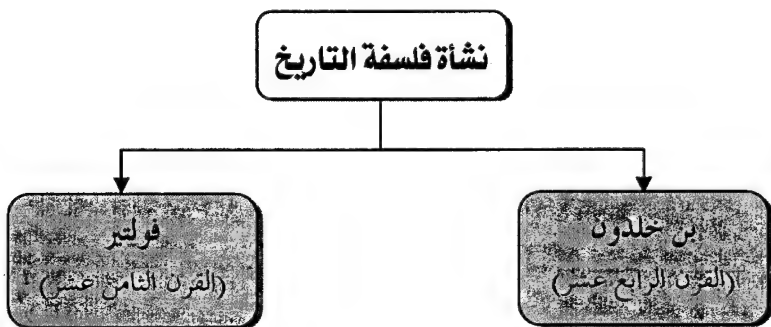 نشأة فلسفة التاريخ
بن خلدون
(القرن الرابع عشر)
فولتير
(القرن الثامن عشر)